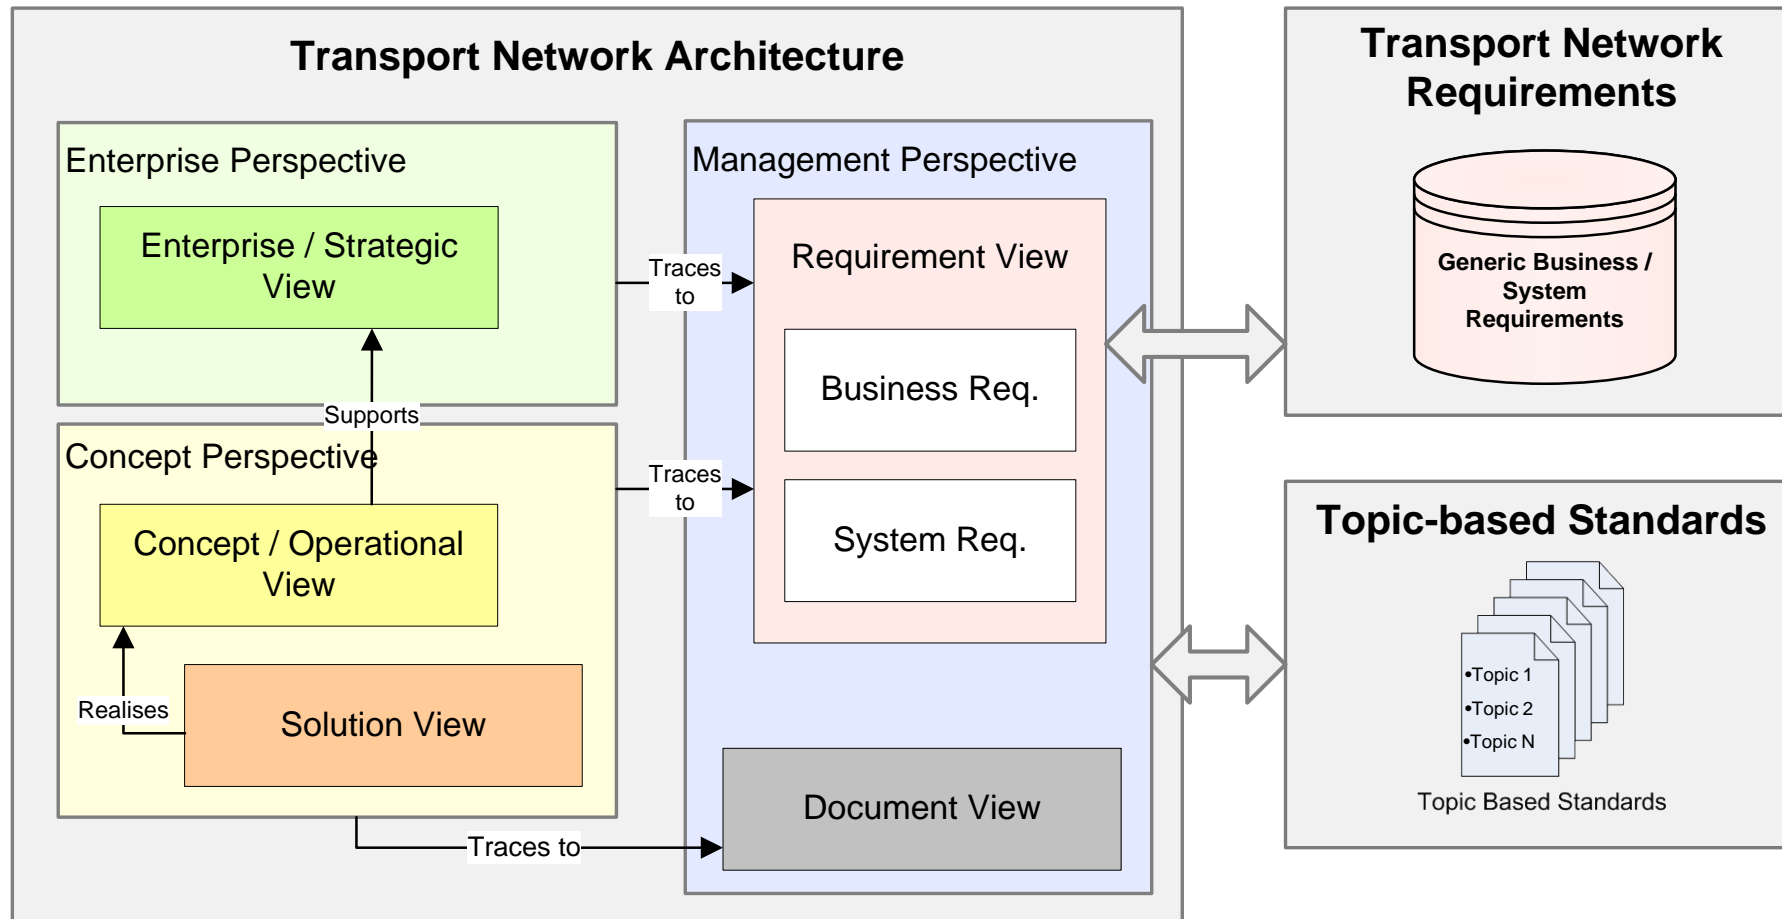 Transport Network Architecture
Enterprise Perspective
Enterprise / Strategic
View
Supports
Concept Perspective
Concept / Operational
View
Realises
Solution View
Traces to
Traces
to
Traces
to
Management Perspective
Requirement View
Business Req.
System Req.
Document View
Transport Network
Requirements
Generic Business /
System
Requirements
Topic-based Standards
•Topic 1
•Topic 2
•Topic N
Topic Based Standards